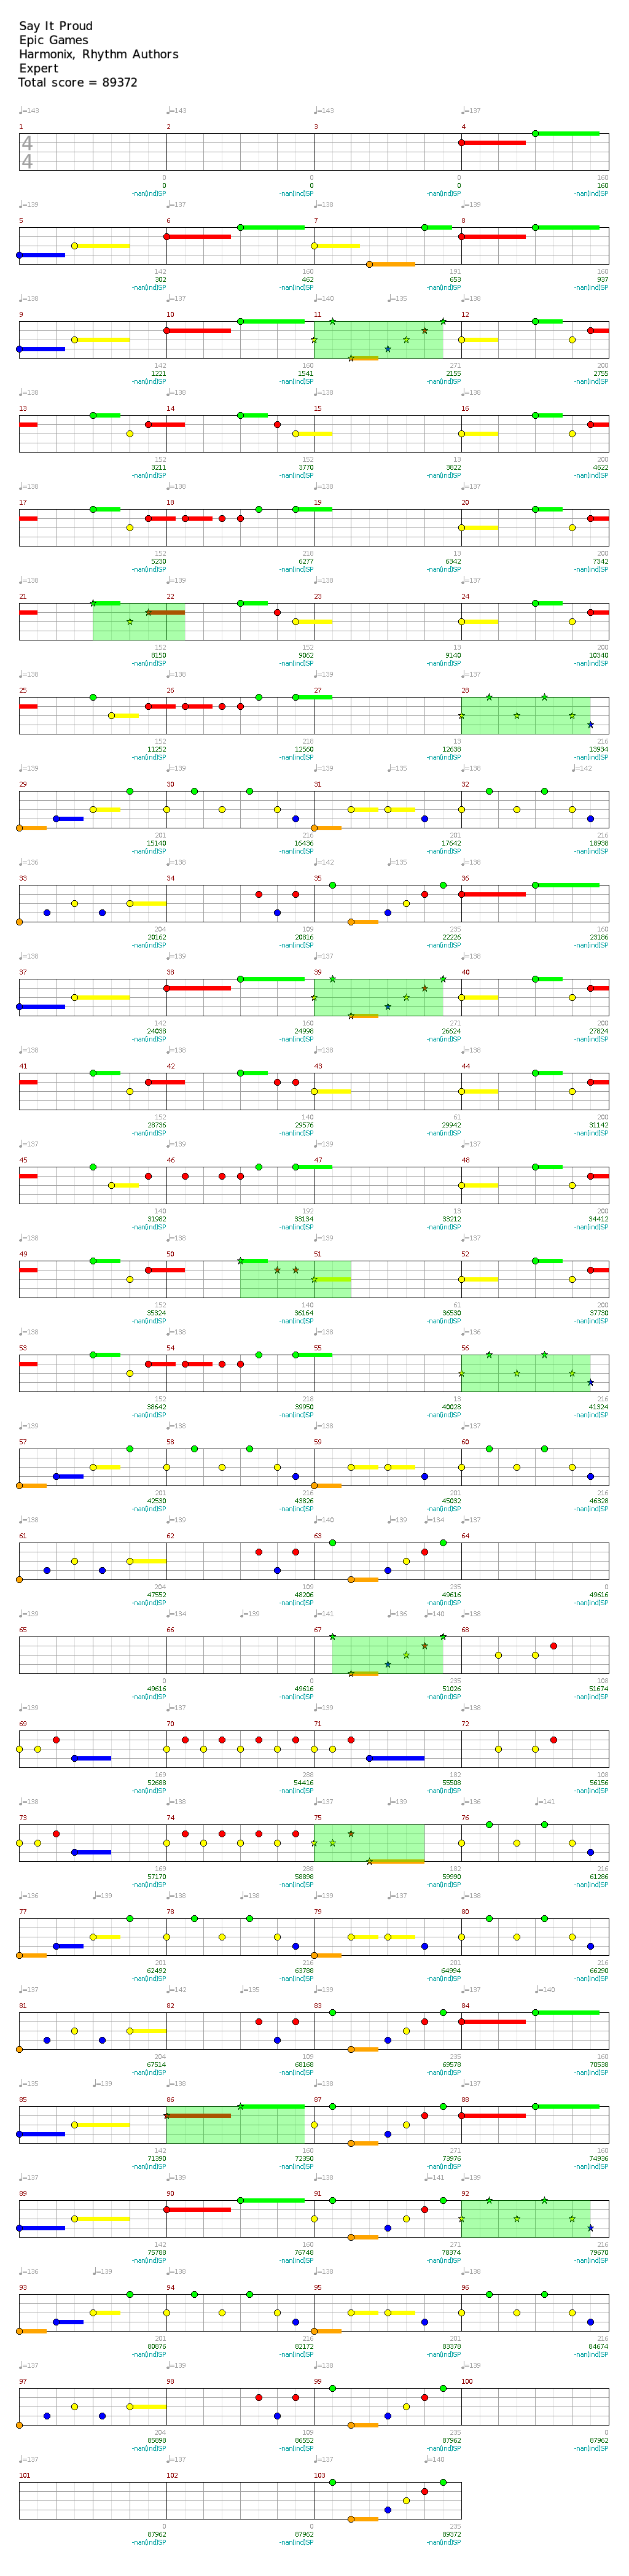 Say It Proud
Epic Games
Harmonix, Rhythm Authors
Expert
Total score = 89372
♩=143 ♩=143 ♩=143 ♩=137
1 2 3 4
4
4
0 0 0 160
0 0 0 160
-nan(ind)SP -nan(ind)SP -nan(ind)SP -nan(ind)SP
♩=139 ♩=137 ♩=139 ♩=138
5 6 7 8
142 160 191 160
302 462 653 937
-nan(ind)SP -nan(ind)SP -nan(ind)SP -nan(ind)SP
♩=138 ♩=137 ♩=140 ♩=135 ♩=138
9 10 11 12
142 160 271 200
1221 1541 2155 2755
-nan(ind)SP -nan(ind)SP -nan(ind)SP -nan(ind)SP
♩=138 ♩=138 ♩=138 ♩=138
13 14 15 16
152 152 13 200
3211 3770 3822 4622
-nan(ind)SP -nan(ind)SP -nan(ind)SP -nan(ind)SP
♩=138 ♩=138 ♩=138 ♩=137
17 18 19 20
152 218 13 200
5230 6277 6342 7342
-nan(ind)SP -nan(ind)SP -nan(ind)SP -nan(ind)SP
♩=138 ♩=138 ♩=138 ♩=139
21 22 23 24
152 152 13 200
8150 9062 9140 10340
-nan(ind)SP -nan(ind)SP -nan(ind)SP -nan(ind)SP
♩=138 ♩=138 ♩=139 ♩=137
25 26 27 28
152 218 13 216
11252 12560 12638 13934
-nan(ind)SP -nan(ind)SP -nan(ind)SP -nan(ind)SP
♩=139 ♩=139 ♩=139 ♩=135 ♩=138 ♩=142
29 30 31 32
201 216 201 216
15140 16436 17642 18938
-nan(ind)SP -nan(ind)SP -nan(ind)SP -nan(ind)SP
♩=136 ♩=138 ♩=142 ♩=135 ♩=138
33 34 35 36
204 109 235 160
20162 20816 22226 23186
-nan(ind)SP -nan(ind)SP -nan(ind)SP -nan(ind)SP
♩=138 ♩=137 ♩=139 ♩=138
37 38 39 40
142 160 271 200
24038 24998 26624 27824
-nan(ind)SP -nan(ind)SP -nan(ind)SP -nan(ind)SP
♩=138 ♩=138 ♩=138 ♩=138
41 42 43 44
152 140 61 200
28736 29576 29942 31142
-nan(ind)SP -nan(ind)SP -nan(ind)SP -nan(ind)SP
♩=137 ♩=139 ♩=139 ♩=137
45 46 47 48
140 192 13 200
31982 33134 33212 34412
-nan(ind)SP -nan(ind)SP -nan(ind)SP -nan(ind)SP
♩=138 ♩=138 ♩=139 ♩=137
49 50 51 52
152 140 61 200
35324 36164 36530 37730
-nan(ind)SP -nan(ind)SP -nan(ind)SP -nan(ind)SP
♩=138 ♩=138 ♩=138 ♩=136
53 54 55 56
152 218 13 216
38642 39950 40028 41324
-nan(ind)SP -nan(ind)SP -nan(ind)SP -nan(ind)SP
♩=139 ♩=138 ♩=138 ♩=137
57 58 59 60
201 216 201 216
42530 43826 45032 46328
-nan(ind)SP -nan(ind)SP -nan(ind)SP -nan(ind)SP
♩=138 ♩=139 ♩=140 ♩=139 ♩=134 ♩=137
61 62 63 64
204 109 235 0
47552 48206 49616 49616
-nan(ind)SP -nan(ind)SP -nan(ind)SP -nan(ind)SP
♩=139 ♩=134 ♩=139 ♩=141 ♩=136 ♩=140 ♩=138
65 66 67 68
0 0 235 108
49616 49616 51026 51674
-nan(ind)SP -nan(ind)SP -nan(ind)SP -nan(ind)SP
♩=139 ♩=137 ♩=139 ♩=138
69 70 71 72
169 288 182 108
52688 54416 55508 56156
-nan(ind)SP -nan(ind)SP -nan(ind)SP -nan(ind)SP
♩=138 ♩=138 ♩=137 ♩=139 ♩=136 ♩=141
73 74 75 76
169 288 182 216
57170 58898 59990 61286
-nan(ind)SP -nan(ind)SP -nan(ind)SP -nan(ind)SP
♩=136 ♩=139 ♩=138 ♩=138 ♩=139 ♩=137 ♩=138
77 78 79 80
201 216 201 216
62492 63788 64994 66290
-nan(ind)SP -nan(ind)SP -nan(ind)SP -nan(ind)SP
♩=137 ♩=142 ♩=135 ♩=139 ♩=137 ♩=140
81 82 83 84
204 109 235 160
67514 68168 69578 70538
-nan(ind)SP -nan(ind)SP -nan(ind)SP -nan(ind)SP
♩=135 ♩=139 ♩=138 ♩=139 ♩=137
85 86 87 88
142 160 271 160
71390 72350 73976 74936
-nan(ind)SP -nan(ind)SP -nan(ind)SP -nan(ind)SP
♩=137 ♩=139 ♩=138 ♩=141 ♩=139
89 90 91 92
142 160 271 216
75788 76748 78374 79670
-nan(ind)SP -nan(ind)SP -nan(ind)SP -nan(ind)SP
♩=136 ♩=139 ♩=139 ♩=138 ♩=138
93 94 95 96
201 216 201 216
80876 82172 83378 84674
-nan(ind)SP -nan(ind)SP -nan(ind)SP -nan(ind)SP
♩=137 ♩=139 ♩=138 ♩=139
97 98 99 100
204 109 235 0
85898 86552 87962 87962
-nan(ind)SP -nan(ind)SP -nan(ind)SP -nan(ind)SP
♩=137 ♩=137 ♩=137 ♩=140
101 102 103
0 0 235
87962 87962 89372
-nan(ind)SP -nan(ind)SP -nan(ind)SP